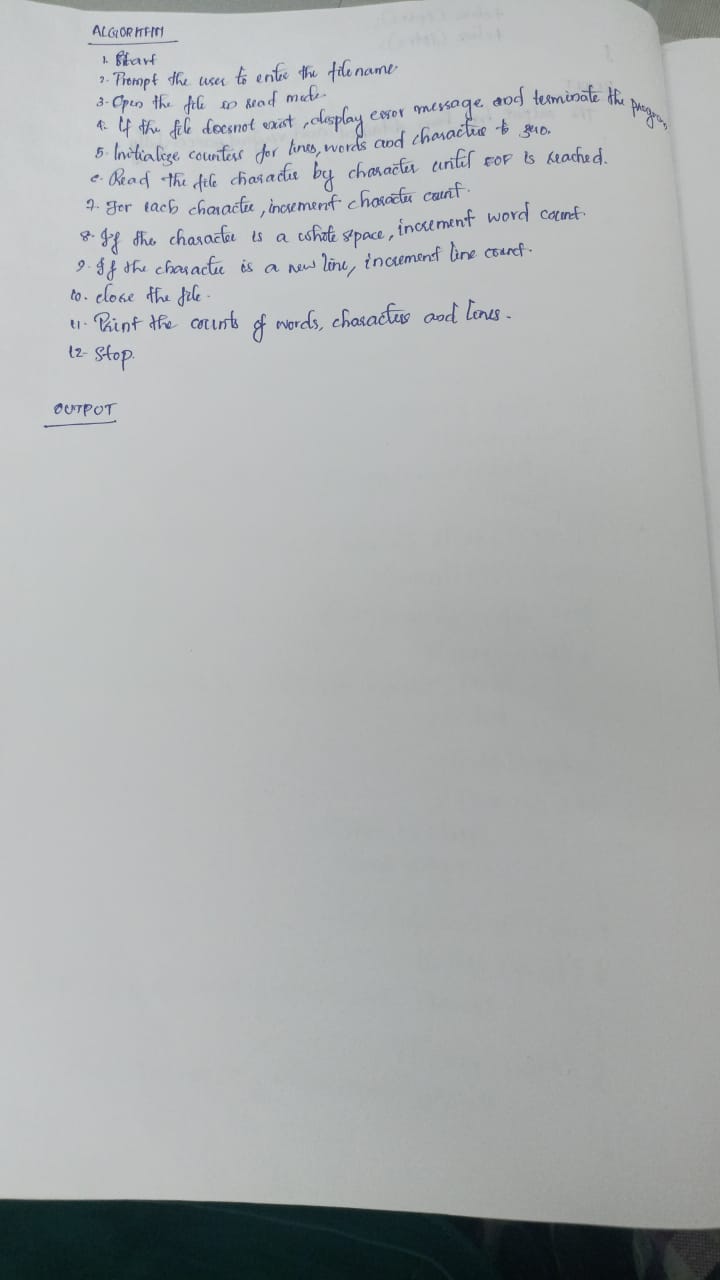 ALGORITHM
1. Start
2. Prompt the user to enter the filename
3. Open the file in read mode.
4. If the file doesnot exist, display error message and terminate the program
5. Initialize counters for lines, words and character to zero.
6. Read the file character by character until EOF is reached.
7. For each character, increment character count.
8. If the character is a white space, increment word count.
9. If the character is a new line, increment line count.
10. close the file.
11. Print the counts of words, characters and lines.
12. Stop.
OUTPUT